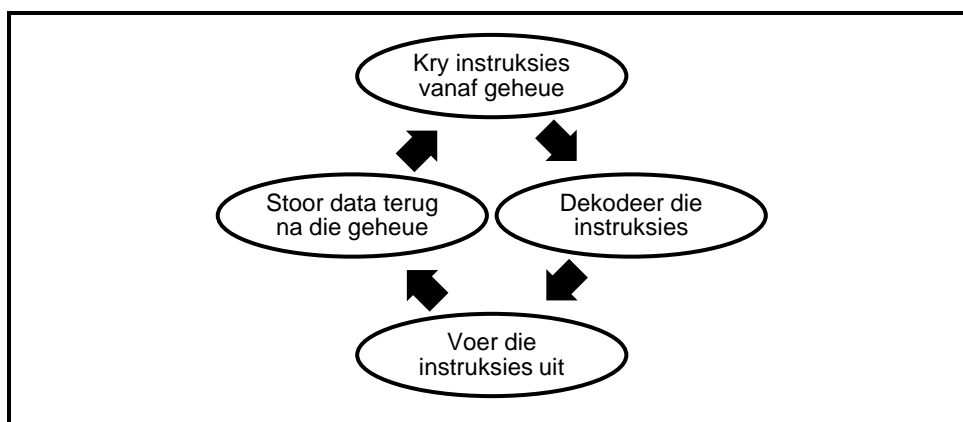 Kry instruksies
vanaf geheue
Stoor data terug
na die geheue
Dekodeer die
instruksies
Voer die
instruksies uit